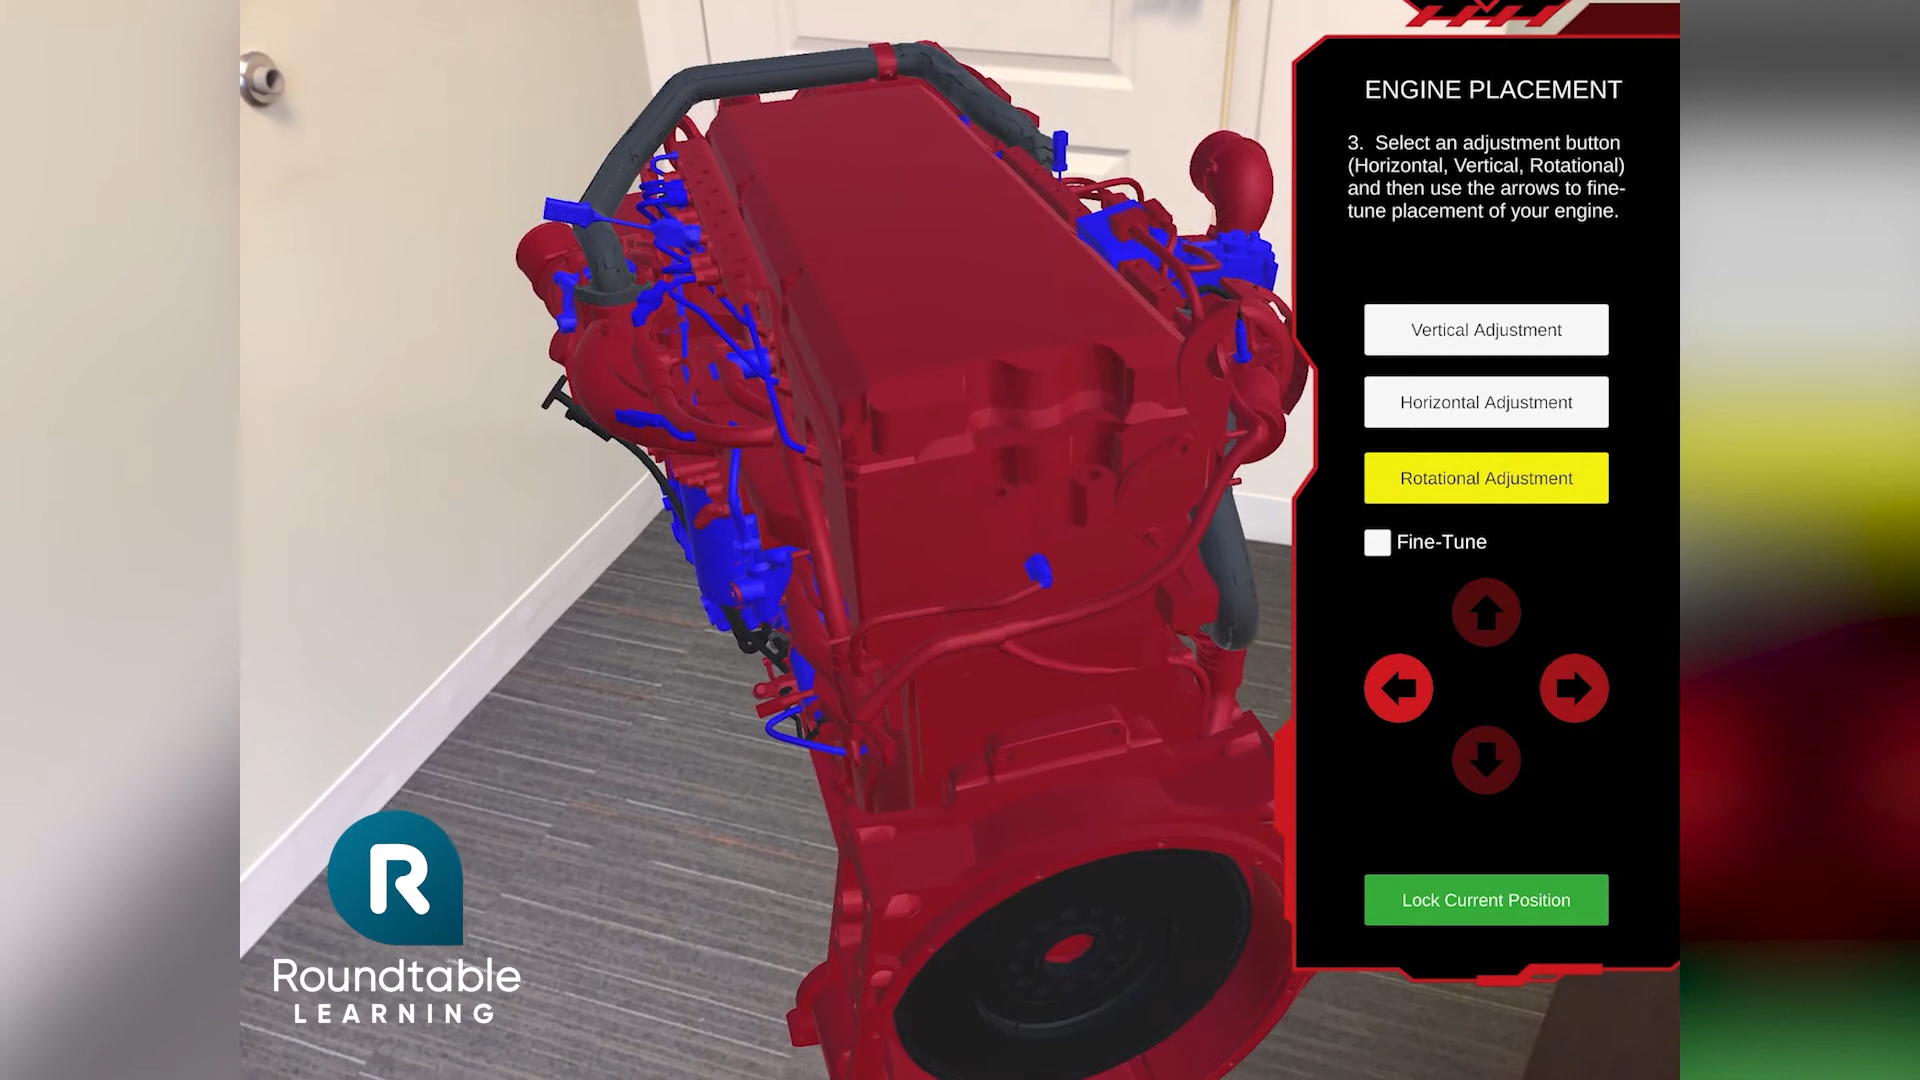 ENGINE PLACEMENT
3. Select an adjustment button
(Horizontal, Vertical, Rotational)
and then use the arrows to fine-
tune placement of your engine.
Vertical Adjustment
Horizontal Adjustment
Rotational Adjustment
Fine-Tune
Lock Current Position
R
Roundtable
LEARNING